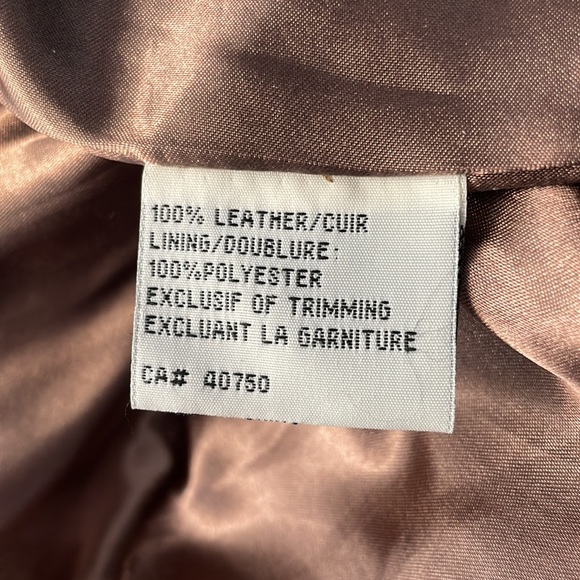 100% LEATHER/CUIR
LINING/DOUBLURE:
100%POLYESTER
EXCLUSIF OF TRIMMING
EXCLUANT LA GARNITURE
CA# 40750